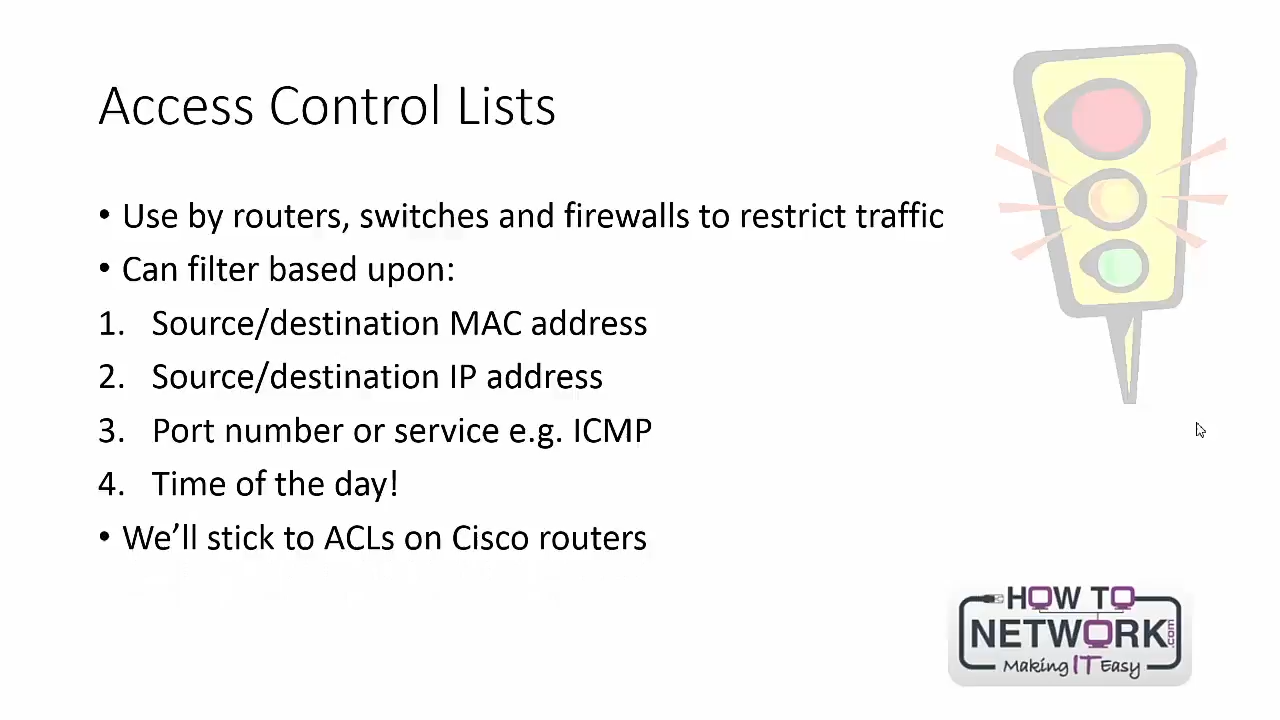 Access Control Lists
• Use by routers, switches and firewalls to restrict traffic
• Can filter based upon:
1. Source/destination MAC address
2. Source/destination IP address
3. Port number or service e.g. ICMP
4. Time of the day!
• We’ll stick to ACLs on Cisco routers
HOW TO
NETWORK.com
Making IT Easy